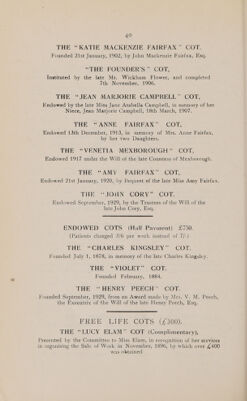 40
THE "KATIE MACKENZIE FAIRFAX" COT.
Founded 21st January, 1902, by John Mackenzie Fairfax, Esq.
"THE FOUNDER'S" COT,
Instituted by the late Mr. Wickham Flower, and completed
7th November, 1906.
THE "JEAN MARJORIE CAMPBELL" COT,
Endowed by the late Miss Jane Arabella Campbell, in memory of her
Niece, Jean Marjorie Campbell, 18th March, 1907.
THE "ANNE FAIRFAX" COT.
Endowed 13th December, 1913, in memory of Mrs. Anne Fairfax,
by her two Daughters.
THE "VENETIA MEXBOROUGH" COT.
Endowed 1917 under the Will of the late Countess of Mexborough.
THE "AMY FAIRFAX" COT.
Endowed 21st January, 1920, by Bequest of the late Miss Amy Fairfax.
THE "JOHN CORY" COT.
Endowed September, 1929, by the Trustees of the Will of the
late John Cory, Esq.
ENDOWED COTS (Half Payment) £750.
(Patients charged 3/6 per week instead of 7/-)
THE "CHARLES KINGSLEY" COT.
Founded July 1, 1878, in memory of the late Charles Kingsley.
THE "VIOLET" COT.
Founded February, 1884.
THE "HENRY PEECH" COT.
Founded September, 1929, from an Award made by Mrs. V. M. Peech,
the Executrix of the Will of the late Henry Peech, Esq.
FREE LIFE COTS (£300).
THE "LUCY ELAM" COT (Complimentary),
Presented by the Committee to Miss Elam, in recognition of her services
in organising the Sale of Work in November, 1896, by which over £400
was obtained